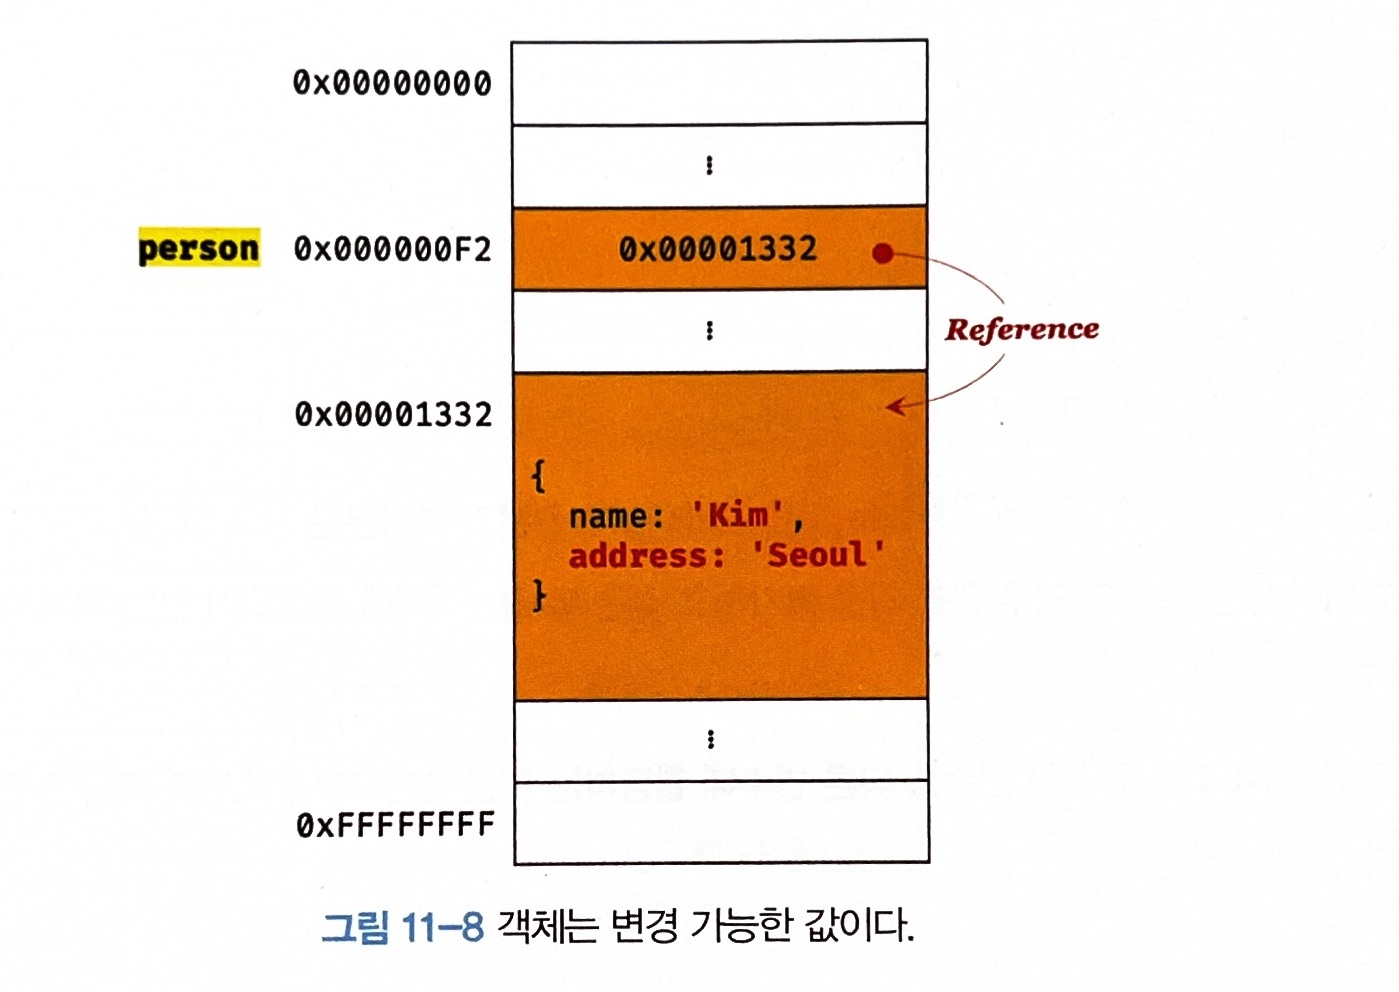 0x00000000
⋮
person 0x000000F2 0x00001332
⋮
Reference
0x00001332
{
name: 'Kim',
address: 'Seoul'
}
⋮
0xFFFFFFFF
그림 11-8 객체는 변경 가능한 값이다.